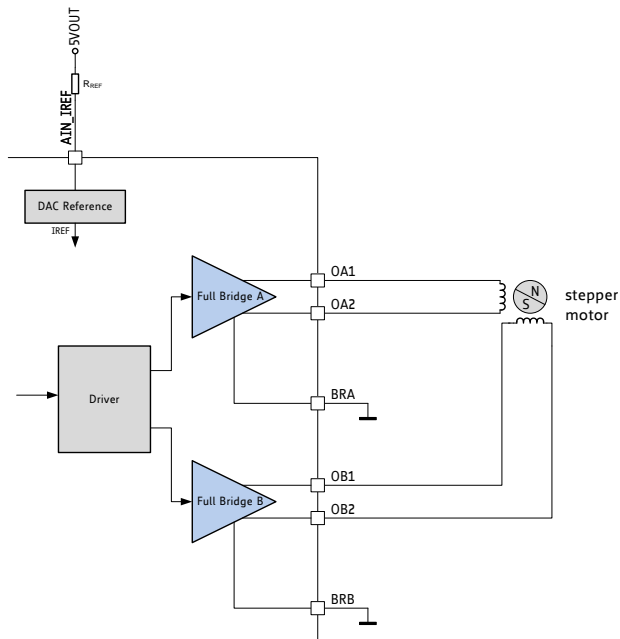 5VOUT
RREF
AIN_IREF
DAC Reference
IREF
OA1
Full Bridge A
OA2
N
S
stepper
motor
Driver
BRA
OB1
Full Bridge B
OB2
BRB